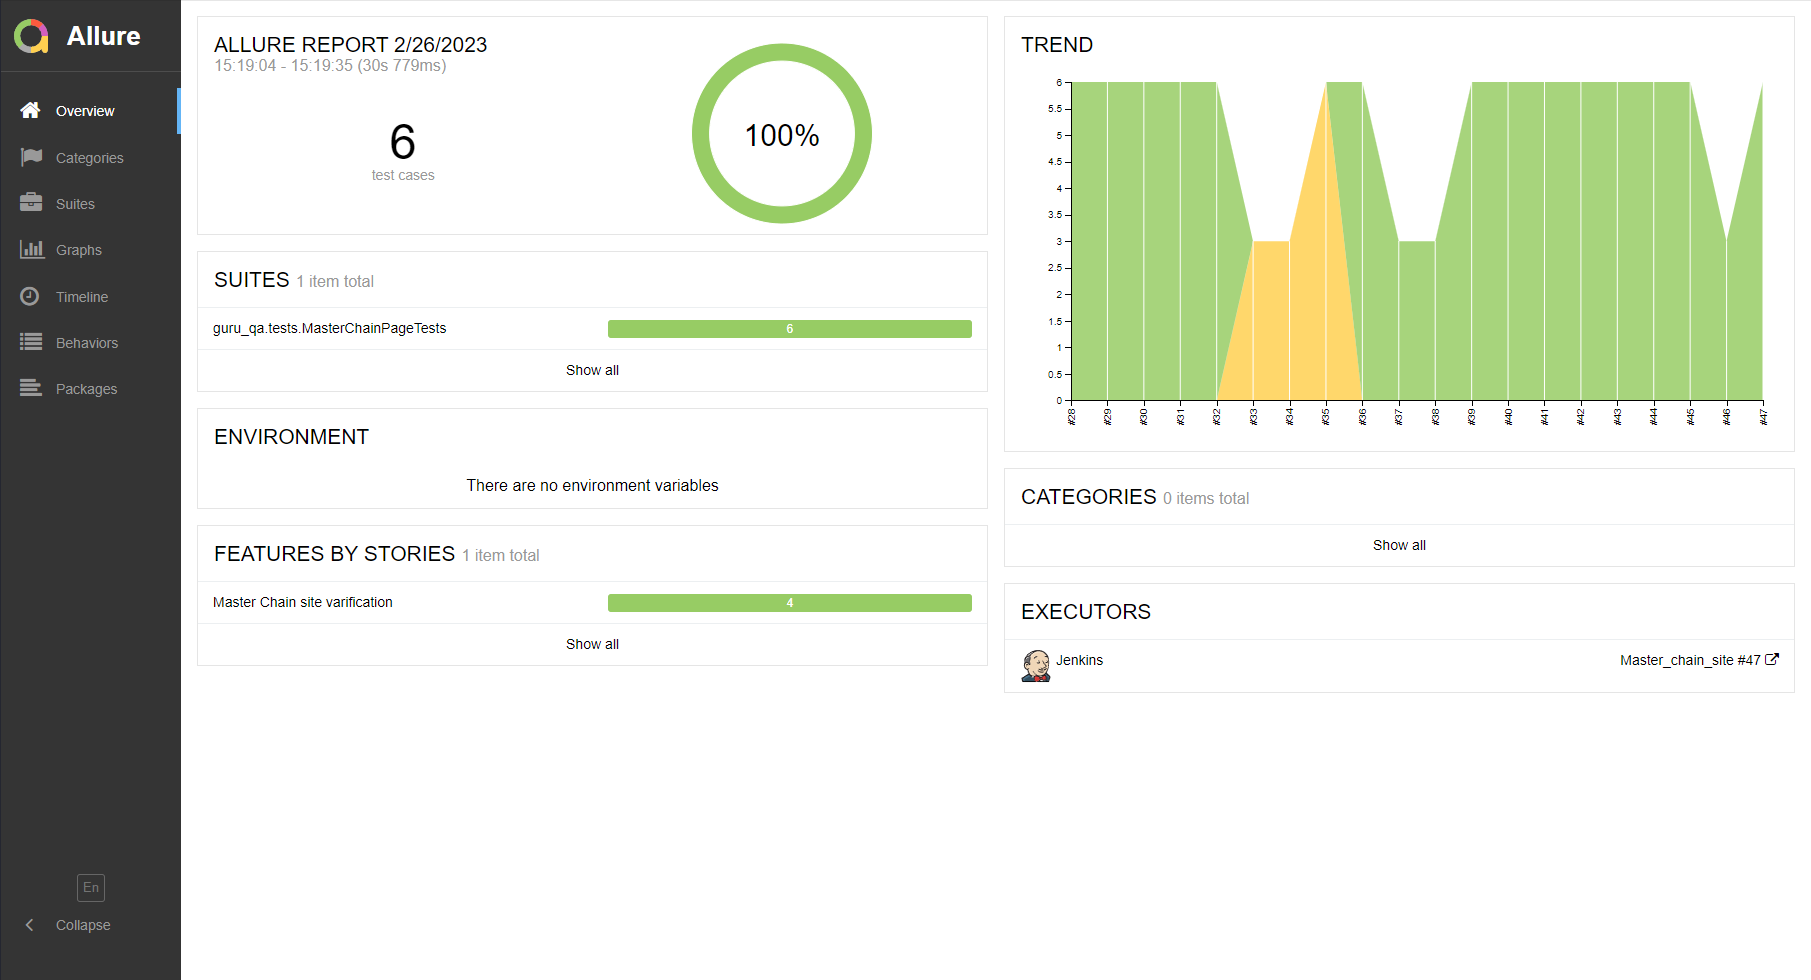 Allure
Overview
Categories
Suites
Graphs
Timeline
Behaviors
Packages
En
Collapse
ALLURE REPORT 2/26/2023
15:19:04 - 15:19:35 (30s 779ms)
6
test cases
100%
SUITES 1 item total
guru_qa.tests.MasterChainPageTests 6
Show all
ENVIRONMENT
There are no environment variables
FEATURES BY STORIES 1 item total
Master Chain site varification 4
Show all
TREND
6
5.5
5
4.5
4
3.5
3
2.5
2
1.5
1
0.5
0
#28 #29 #30 #31 #32 #33 #34 #35 #36 #37 #38 #39 #40 #41 #42 #43 #44 #45 #46 #47
CATEGORIES 0 items total
Show all
EXECUTORS
Jenkins Master_chain_site #47